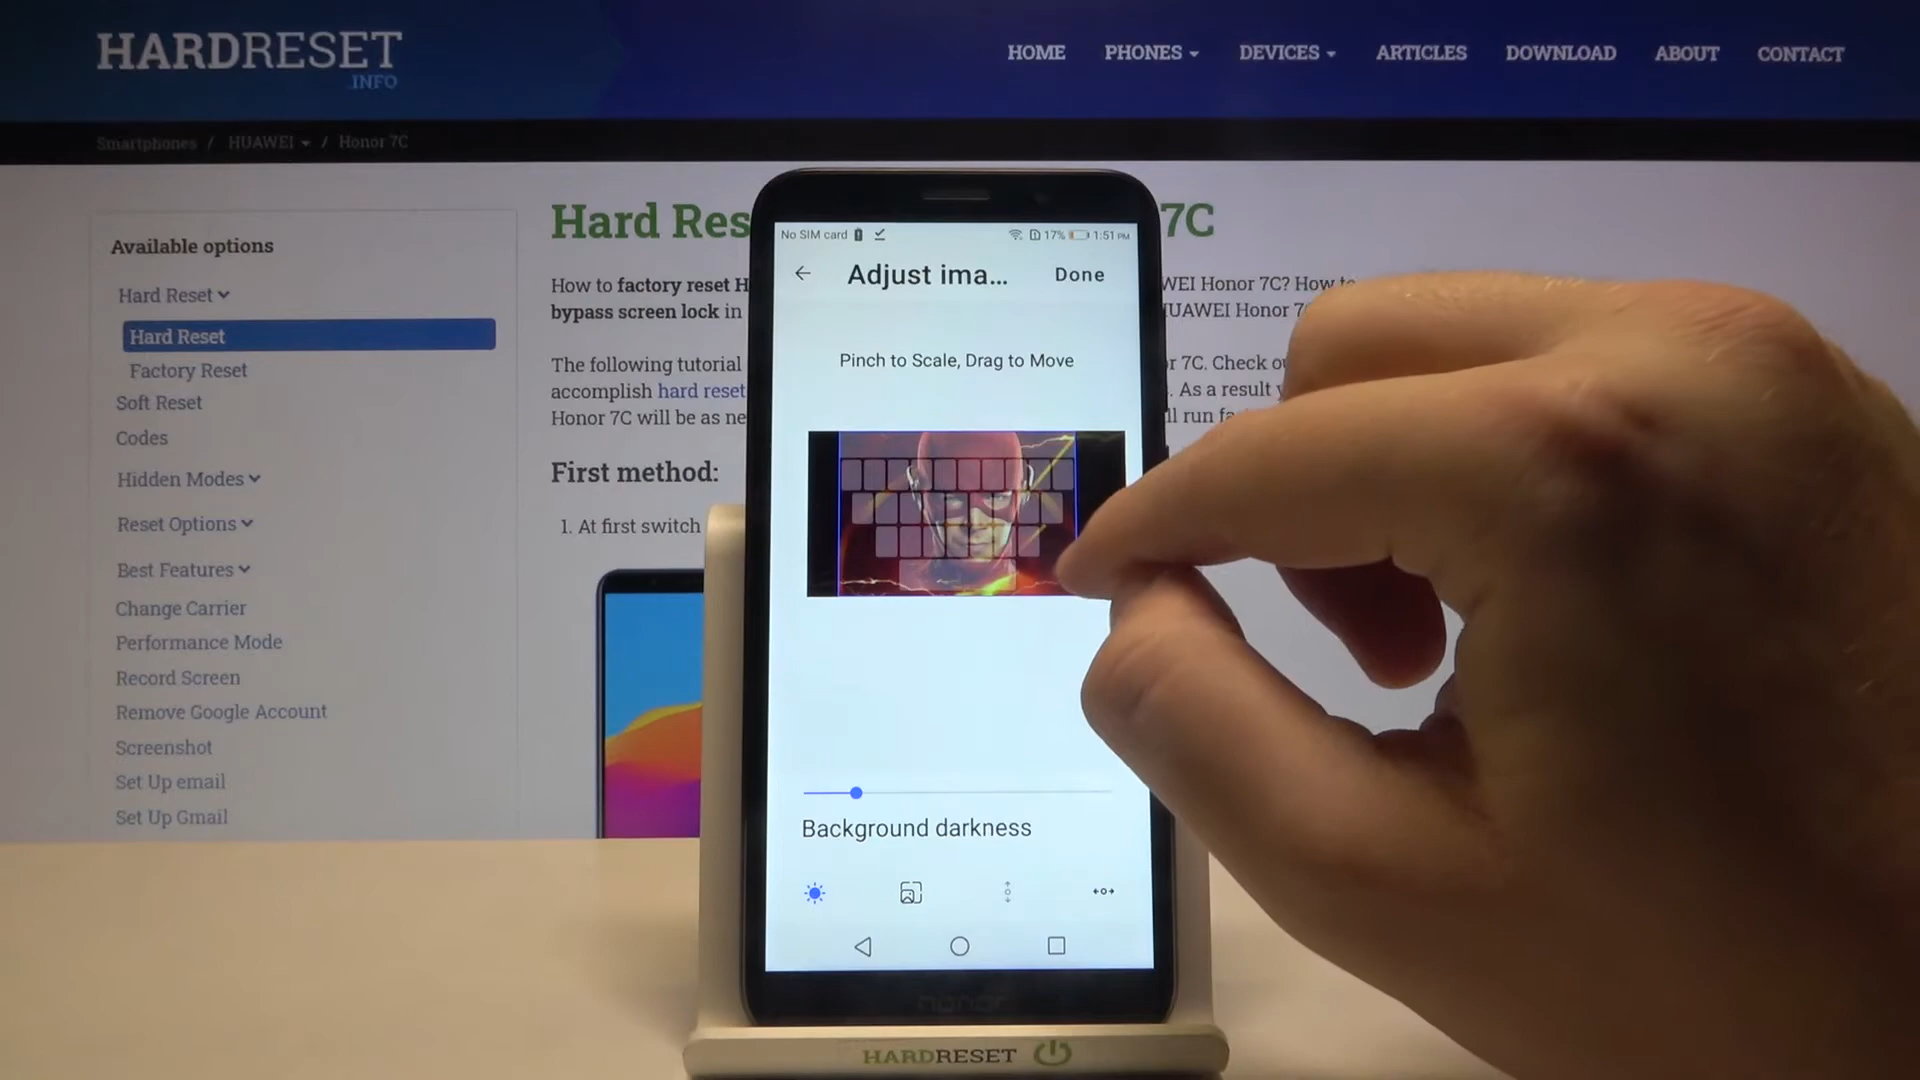 HARDRESET
.INFO
HOME PHONES DEVICES ARTICLES DOWNLOAD ABOUT CONTACT
Smartphones / HUAWEI / Honor 7C
Available options
Hard Reset
Hard Reset
Factory Reset
Soft Reset
Codes
Hidden Modes
Reset Options
Best Features
Change Carrier
Performance Mode
Record Screen
Remove Google Account
Screenshot
Set Up email
Set Up Gmail
Hard Res 7C
How to factory reset H WEI Honor 7C? How to
bypass screen lock in UAWEI Honor 7
The following tutorial r 7C. Check ou
accomplish hard reset . As a result y
Honor 7C will be as ne ll run fa
First method:
1. At first switch
No SIM card 17% 1:51 PM
Adjust ima... Done
Pinch to Scale, Drag to Move
Background darkness
honor
HARDRESET